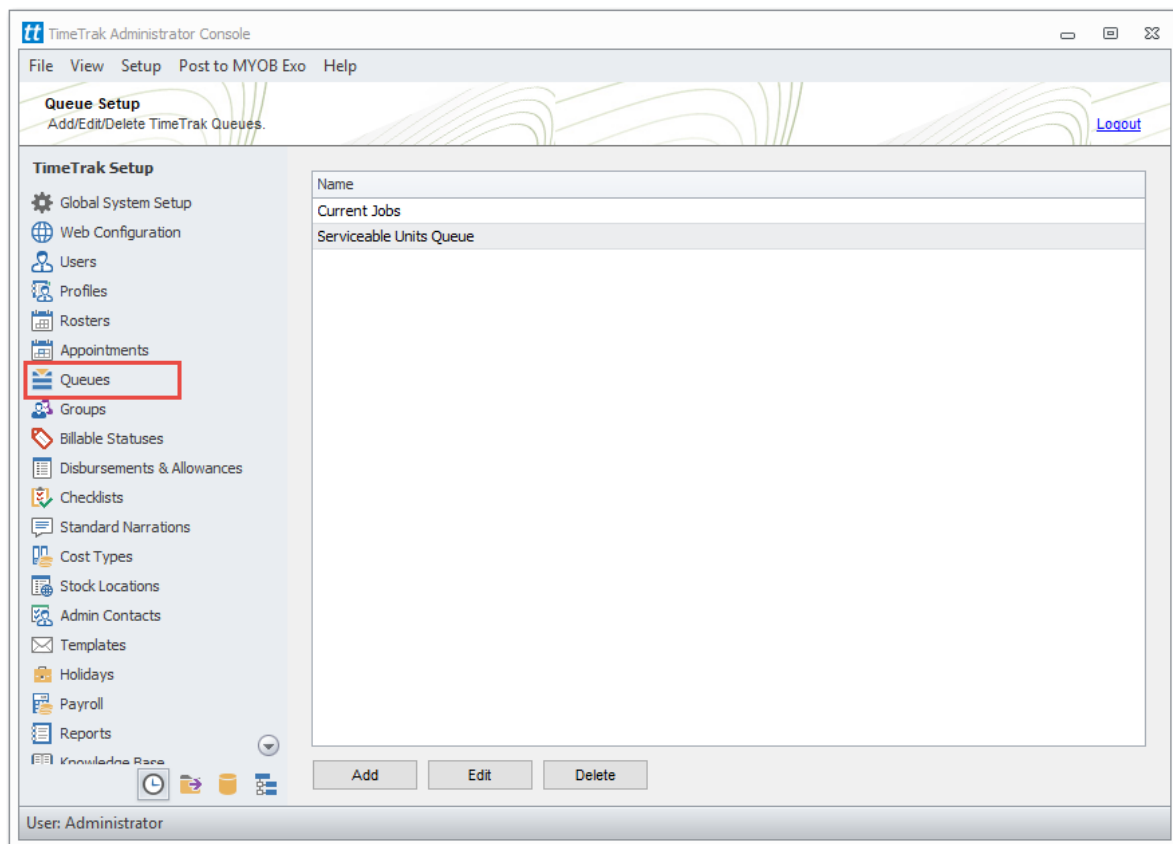 tt TimeTrak Administrator Console
File View Setup Post to MYOB Exo Help
Queue Setup
Add/Edit/Delete TimeTrak Queues.
Logout
TimeTrak Setup
Global System Setup
Web Configuration
Users
Profiles
Rosters
Appointments
Queues
Groups
Billable Statuses
Disbursements & Allowances
Checklists
Standard Narrations
Cost Types
Stock Locations
Admin Contacts
Templates
Holidays
Payroll
Reports
Knowledge Base
Name
Current Jobs
Serviceable Units Queue
Add Edit Delete
User: Administrator